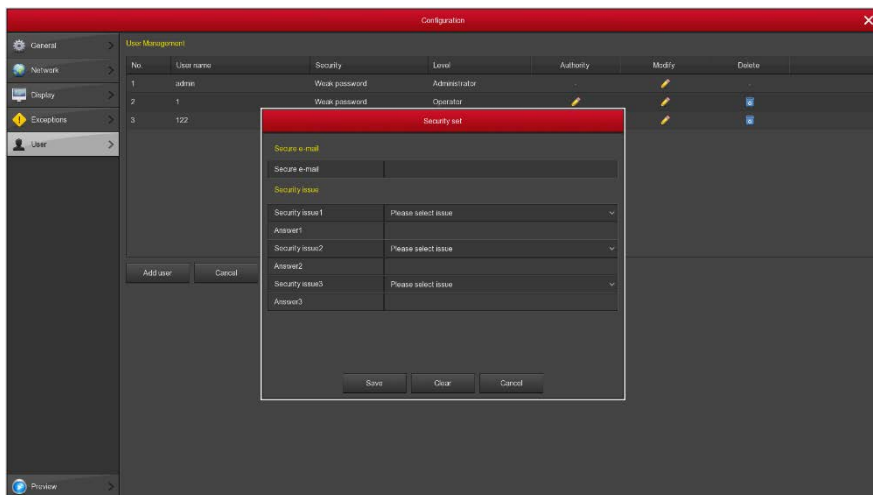 Configuration
General
Network
Display
Exceptions
User
Preview
User Management
No. User name Security Level Authority Modify Delete
1 admin Weak password Administrator - -
2 1 Weak password Operator
3 122
Add user Cancel
Security set
Secure e-mail
Secure e-mail
Security issue
Security issue1 Please select issue
Answer1
Security issue2 Please select issue
Answer2
Security issue3 Please select issue
Answer3
Save Clear Cancel